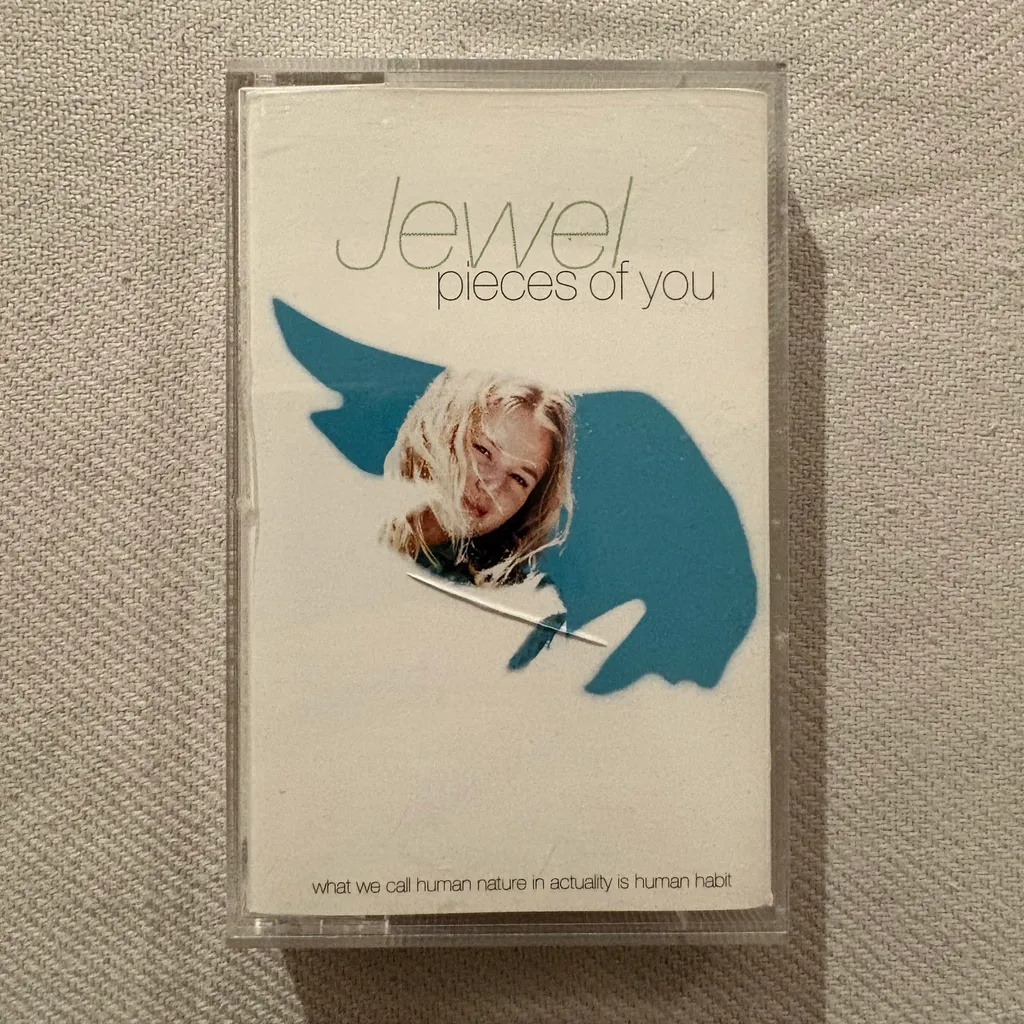 Jewel
pieces of you
what we call human nature in actuality is human habit